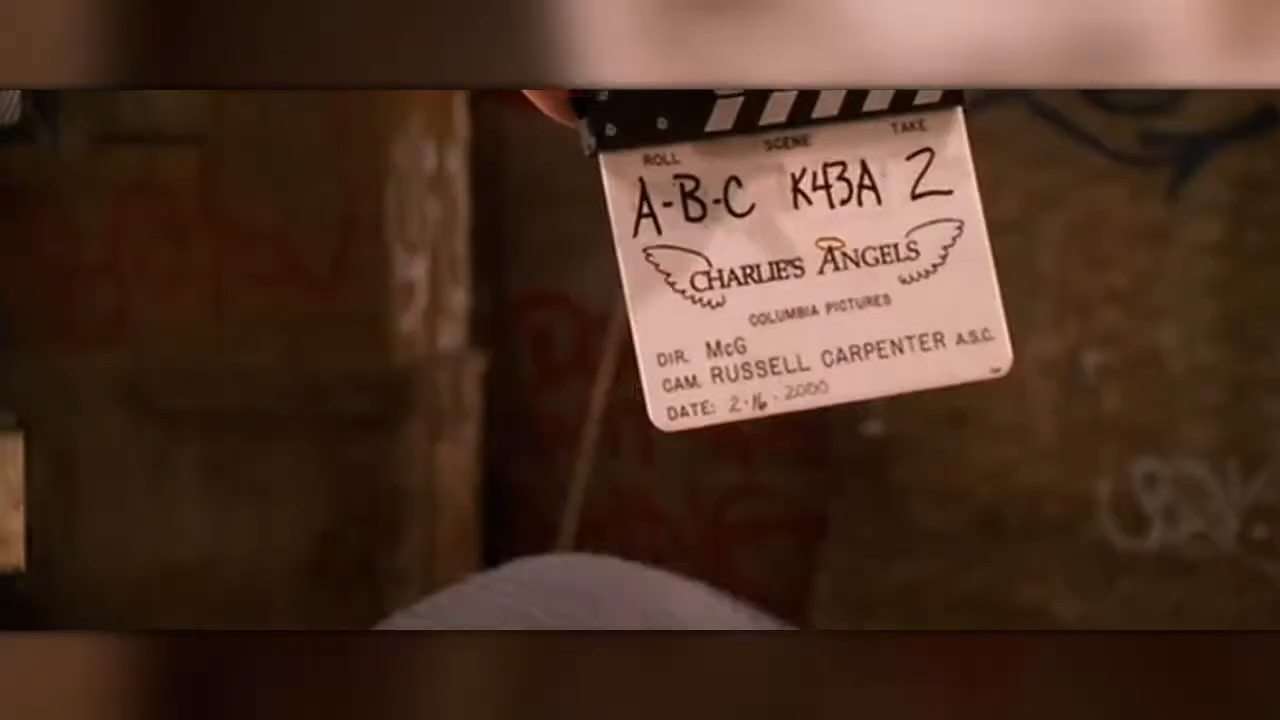 ROLL SCENE TAKE
A-B-C K43A 2
CHARLIE'S ANGELS
COLUMBIA PICTURES
DIR. McG
CAM. RUSSELL CARPENTER A.S.C.
DATE: 2·16·2000